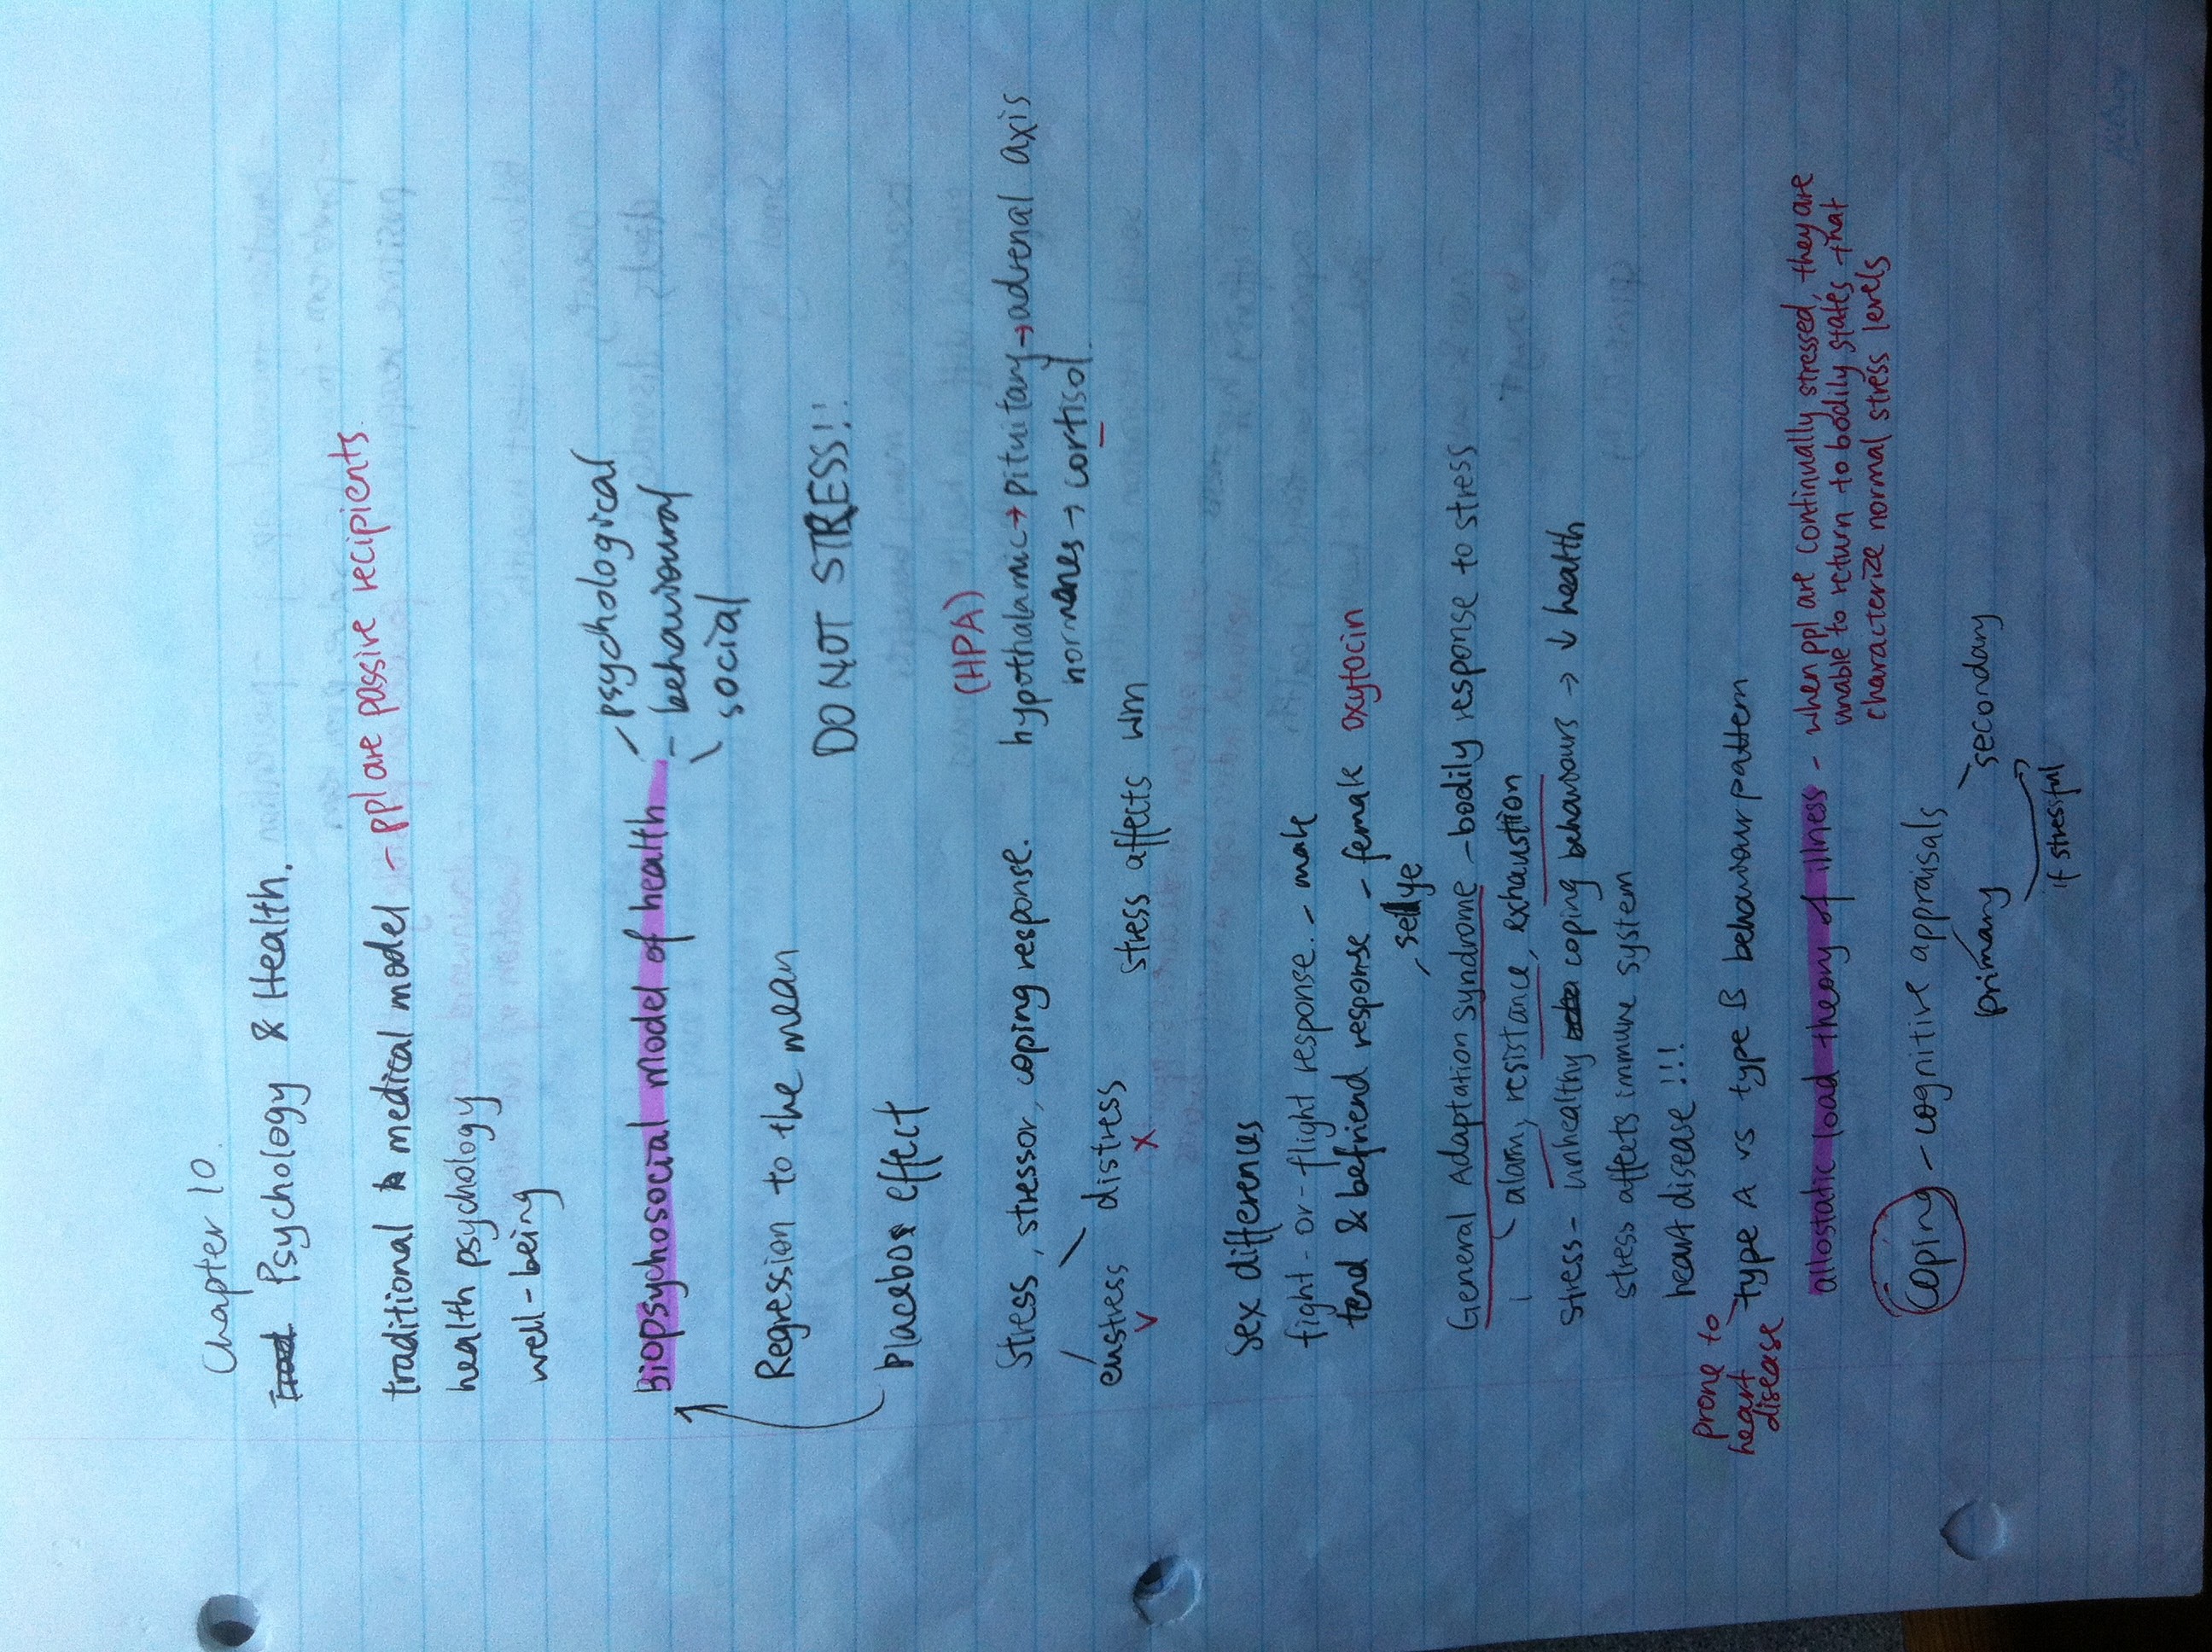 Chapter 10.
Psychology & Health.
traditional medical model - ppl are passive recipients.
health psychology
well-being
Biopsychosocial model of health - psychological
- behavioural
social
Regression to the mean
DO NOT STRESS!!
Placebo effect
(HPA)
Stress, stressor, coping response. hypothalamic → pituitary → adrenal axis
eustress distress hormones → cortisol.
v x stress affects wm
Sex differences
fight-or-flight response. - male
tend & befriend response - female oxytocin
selye
General Adaptation Syndrome - bodily response to stress
alarm, resistance, exhaustion
stress - unhealthy coping behaviours → ↓ health
stress affects immune system
heart disease!!!
prone to heart disease
type A vs type B behaviour pattern
allostatic load theory of illness - when ppl are continually stressed, they are
unable to return to bodily states that
characterize normal stress levels
Coping - cognitive appraisals
primary secondary
if stressful